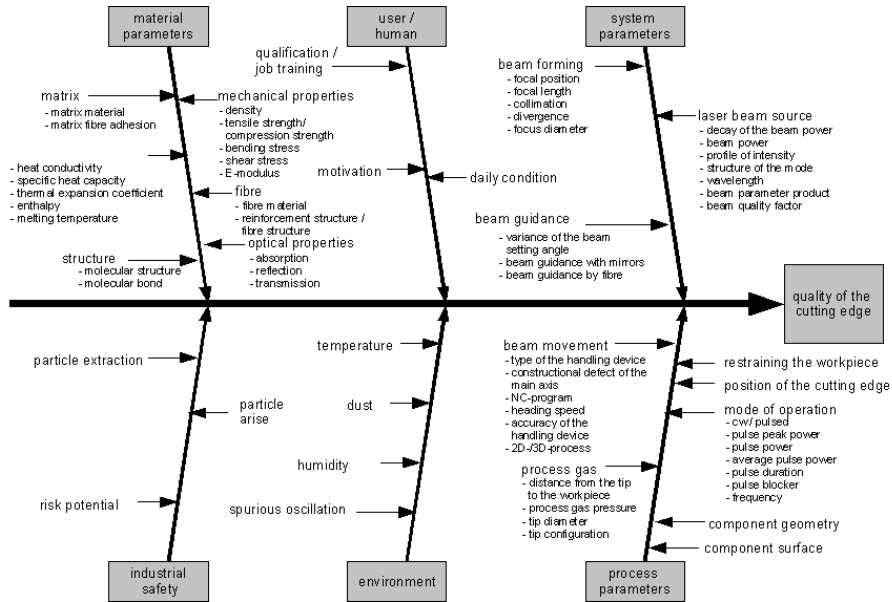 material
parameters
user /
human
system
parameters
matrix
- matrix material
- matrix fibre adhesion
mechanical properties
- density
- tensile strength/
compression strength
- bending stress
- shear stress
- E-modulus
- heat conductivity
- specific heat capacity
- thermal expansion coefficient
- enthalpy
- melting temperature
fibre
- fibre material
- reinforcement structure /
fibre structure
optical properties
- absorption
- reflection
- transmission
structure
- molecular structure
- molecular bond
qualification /
job training
motivation
daily condition
beam forming
- focal position
- focal length
- collimation
- divergence
- focus diameter
laser beam source
- decay of the beam power
- beam power
- profile of intensity
- structure of the mode
- wavelength
- beam parameter product
- beam quality factor
beam guidance
- variance of the beam
setting angle
- beam guidance with mirrors
- beam guidance by fibre
quality of the
cutting edge
particle extraction
particle
arise
risk potential
temperature
dust
humidity
spurious oscillation
beam movement
- type of the handling device
- constructional defect of the
main axis
- NC-program
- heading speed
- accuracy of the
handling device
- 2D-/3D-process
process gas
- distance from the tip
to the workpiece
- process gas pressure
- tip diameter
- tip configuration
restraining the workpiece
position of the cutting edge
mode of operation
- cw/ pulsed
- pulse peak power
- pulse power
- average pulse power
- pulse duration
- pulse blocker
- frequency
component geometry
component surface
industrial
safety
environment
process
parameters